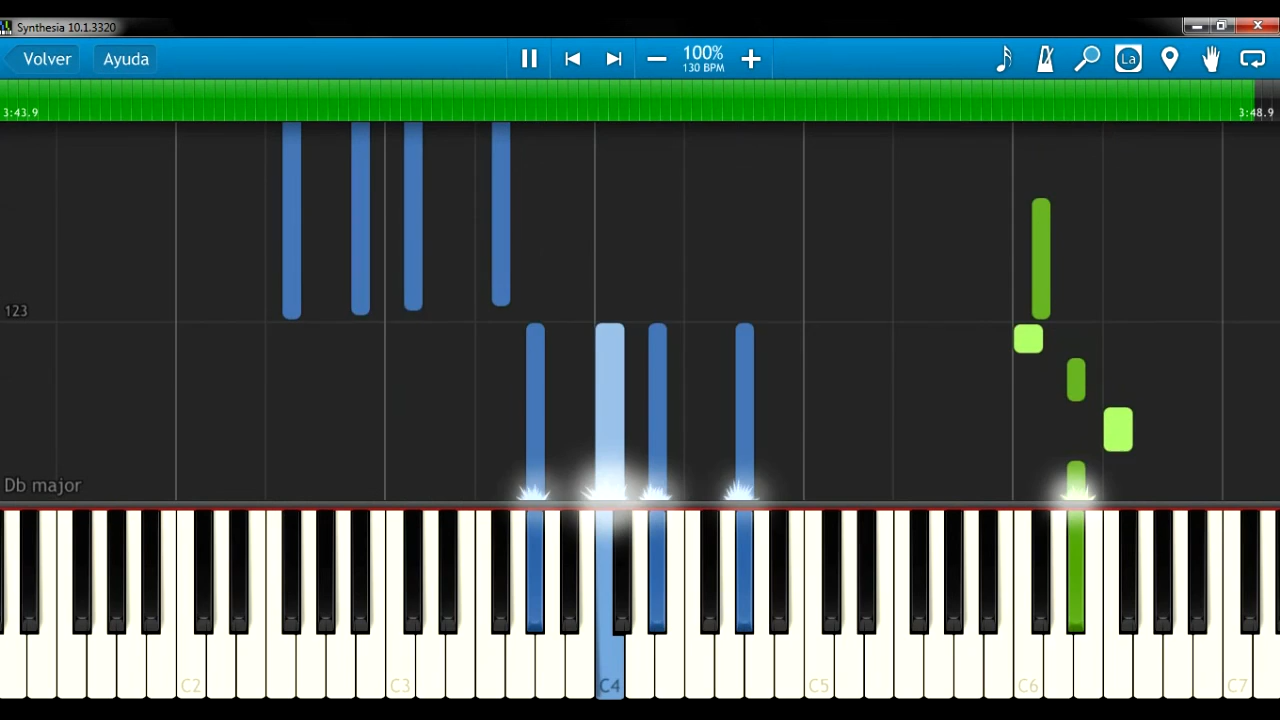 Synthesia 10.1.3320
Volver
Ayuda
100%
130 BPM
La
3:43.9
3:48.9
123
Db major
C2
C3
C4
C5
C6
C7